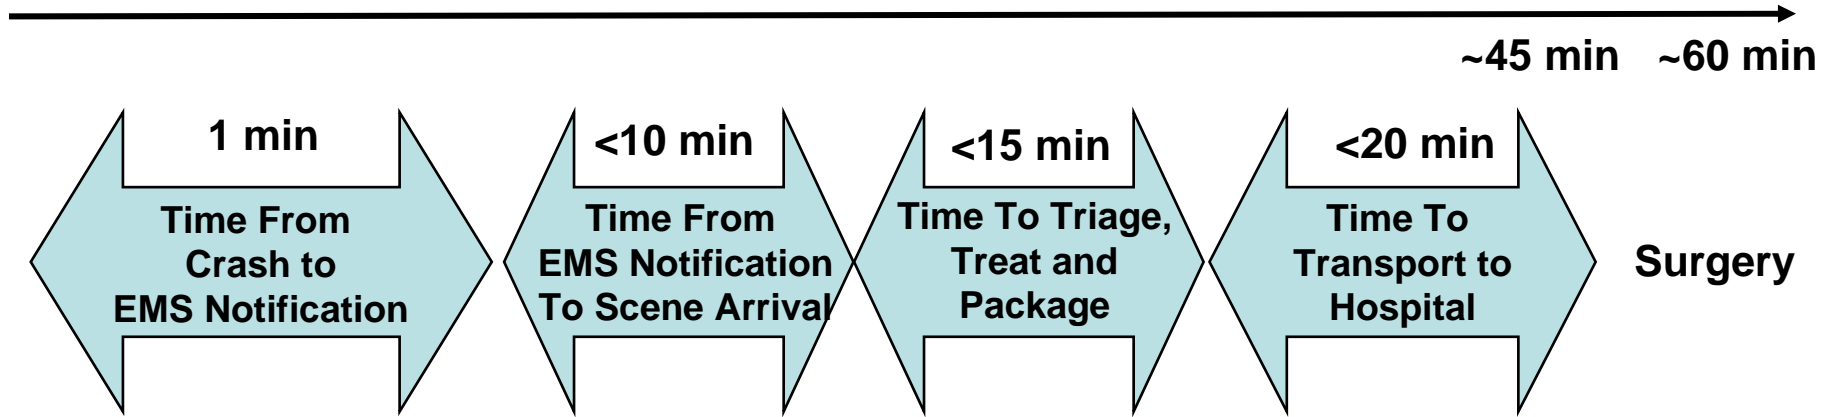 ~45 min ~60 min
1 min
Time From
Crash to
EMS Notification
<10 min
Time From
EMS Notification
To Scene Arrival
<15 min
Time To Triage,
Treat and
Package
<20 min
Time To
Transport to
Hospital
Surgery